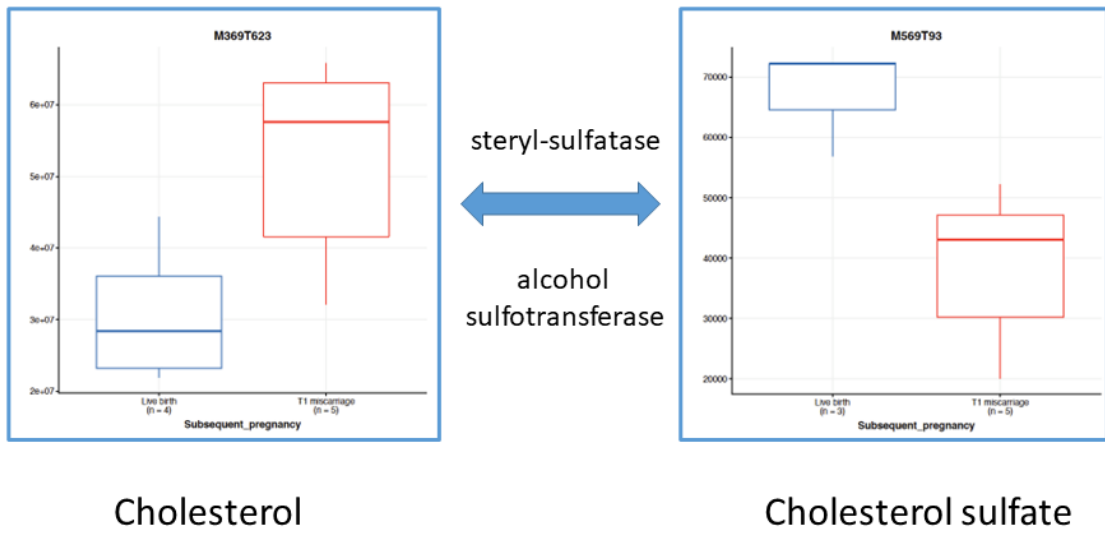 M369T623
6e+07
5e+07
4e+07
3e+07
2e+07
Live birth
(n = 4)
T1 miscarriage
(n = 5)
Subsequent_pregnancy
Cholesterol
steryl-sulfatase
alcohol
sulfotransferase
M569T93
70000
60000
50000
40000
30000
20000
Live birth
(n = 3)
T1 miscarriage
(n = 5)
Subsequent_pregnancy
Cholesterol sulfate